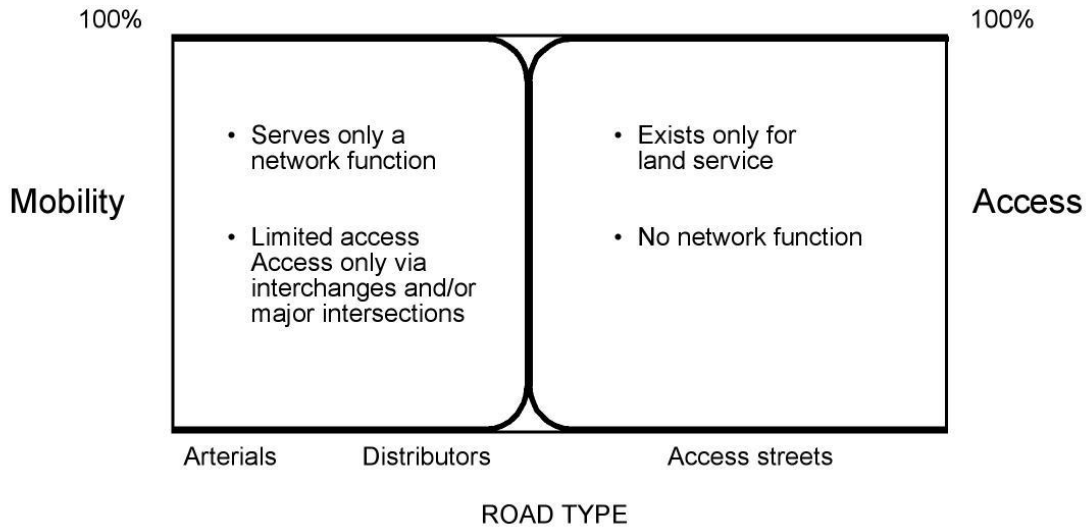 100%
100%
• Serves only a
network function
• Exists only for
land service
Mobility
Access
• Limited access
Access only via
interchanges and/or
major intersections
• No network function
Arterials
Distributors
Access streets
ROAD TYPE